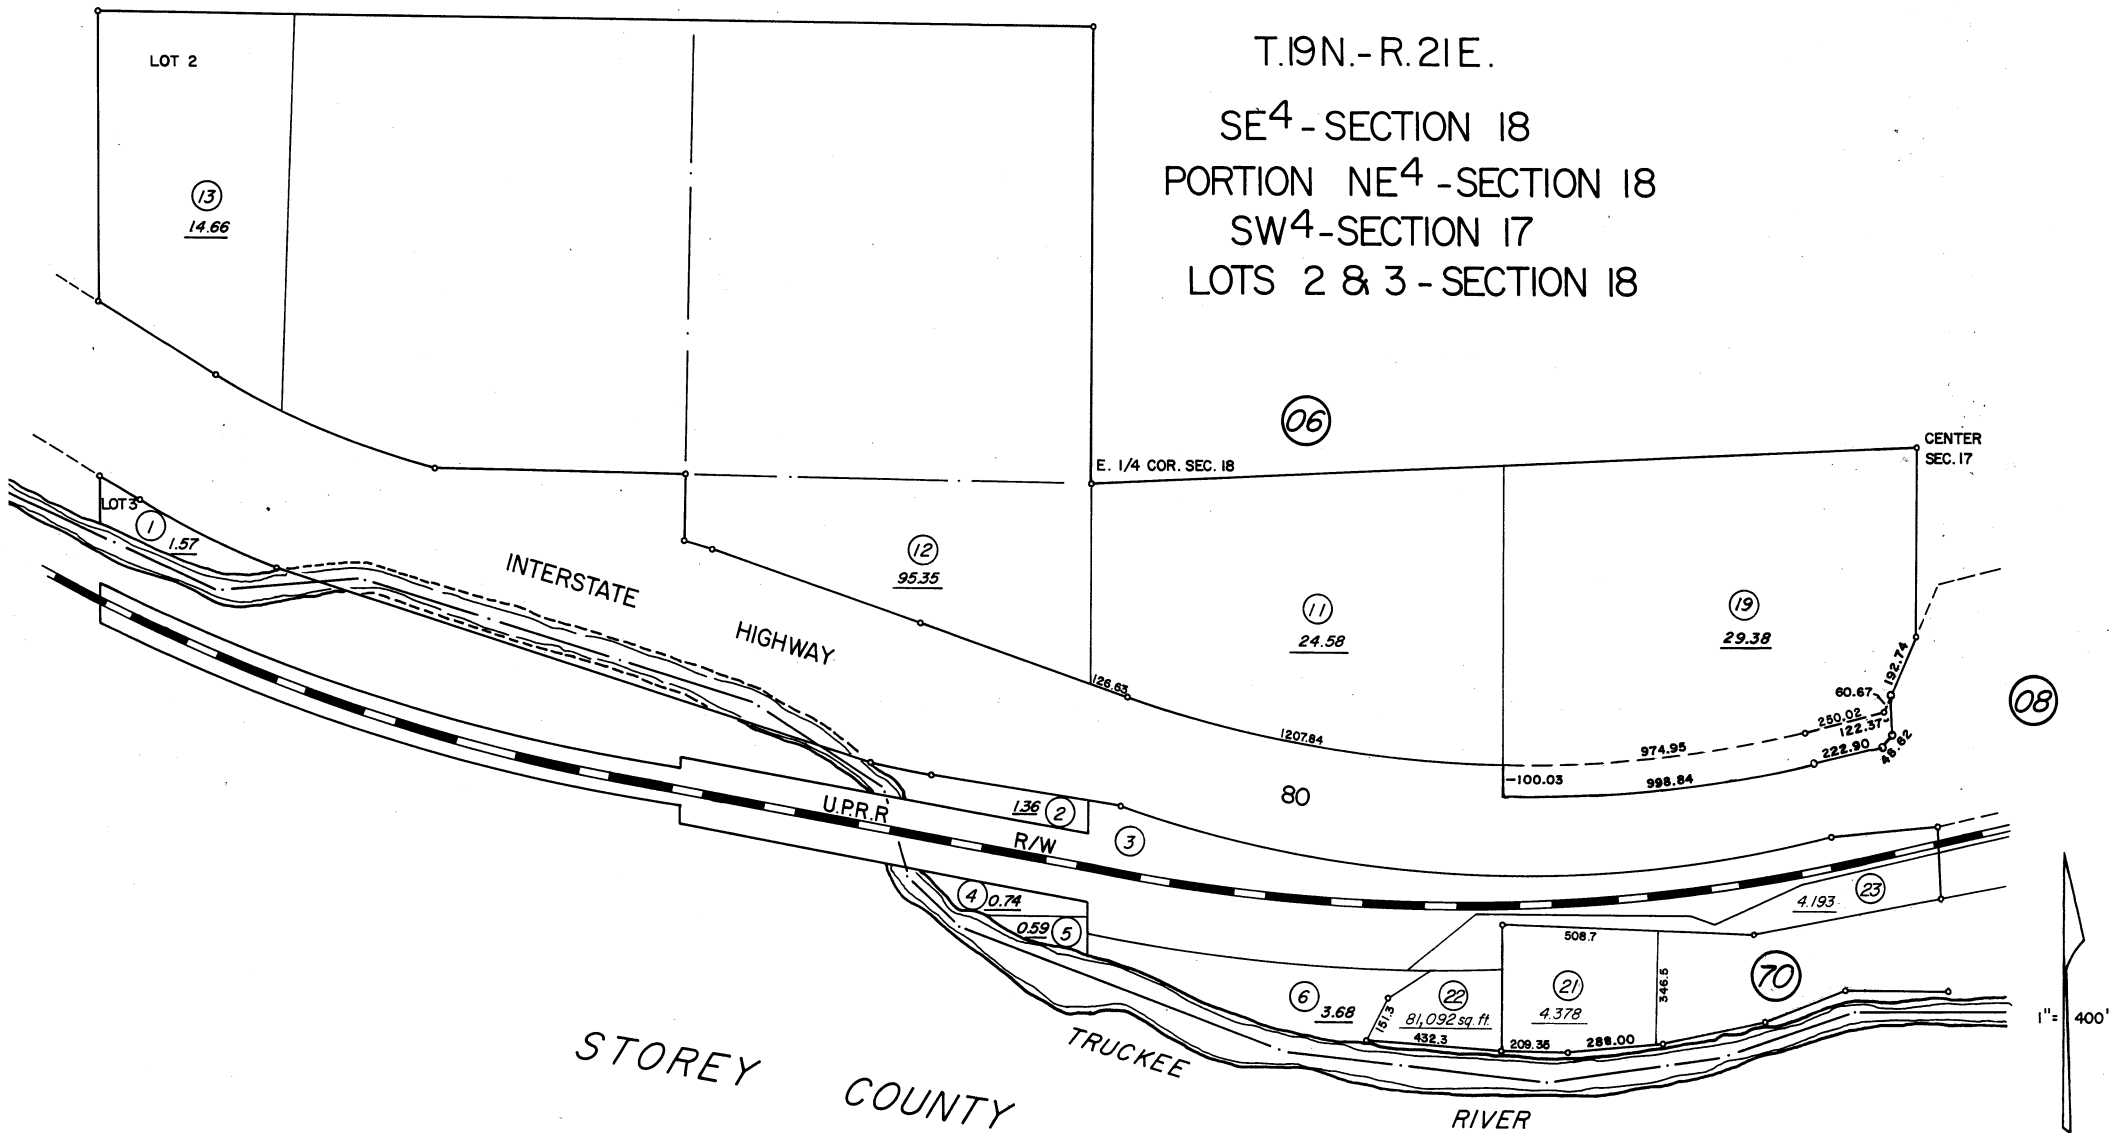 T.19N.-R.21E.
SE4-SECTION 18
PORTION NE4-SECTION 18
SW4-SECTION 17
LOTS 2 & 3-SECTION 18
LOT 2
13
14.66
06
CENTER
SEC. 17
E. 1/4 COR. SEC. 18
LOT 3
1
1.57
INTERSTATE
HIGHWAY
80
12
95.35
11
24.58
19
29.38
08
192.74
60.67
250.02
122.37
222.90
48.62
126.63
1207.84
974.95
100.03
998.84
U.P.R.R
R/W
1.36
2
3
4
0.74
0.59
5
4.193
23
508.7
346.5
70
6
3.68
151.3
22
81,092 sq. ft.
432.3
21
4.378
209.35
288.00
1"= 400'
STOREY
COUNTY
TRUCKEE
RIVER